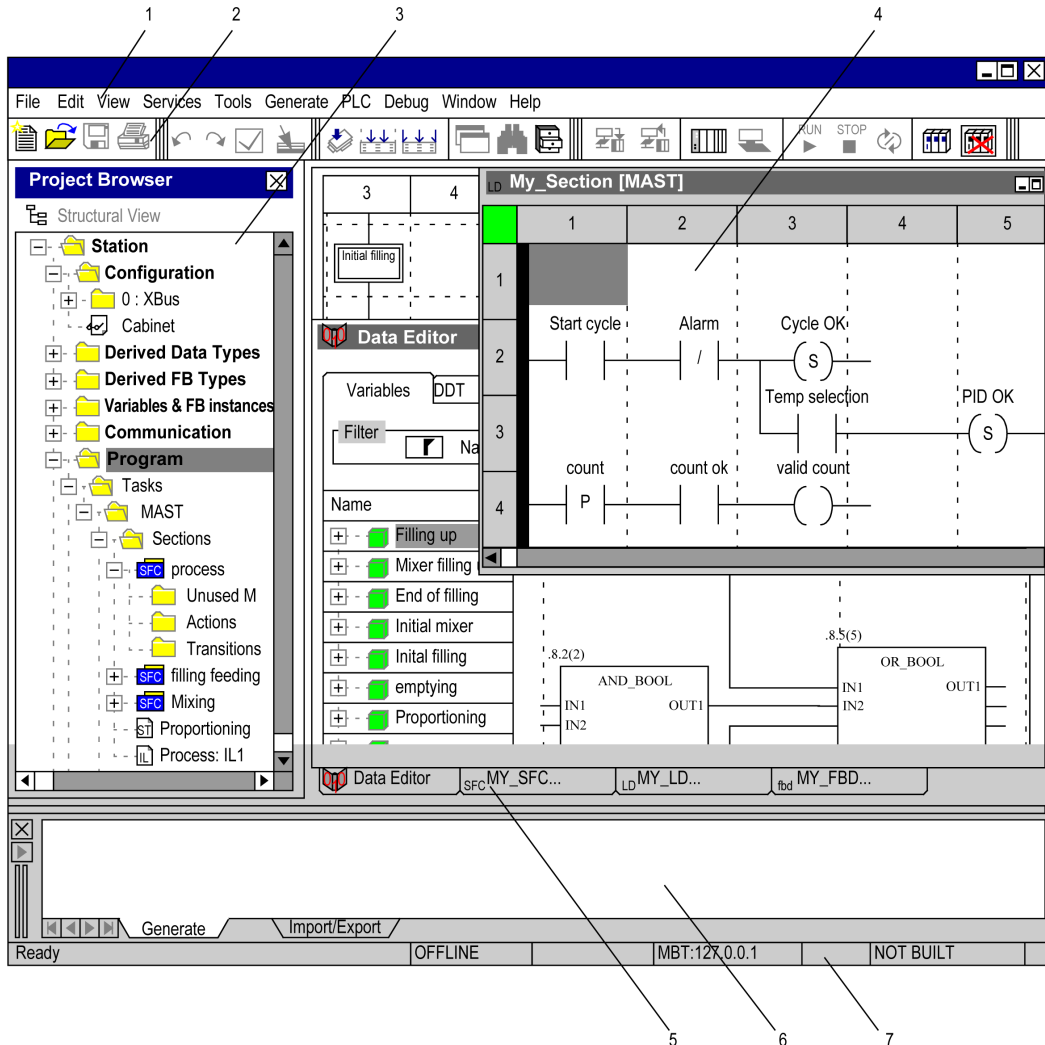 1 2 3 4
File Edit View Services Tools Generate PLC Debug Window Help
RUN STOP
Project Browser
Structural View
Station
Configuration
0 : XBus
Cabinet
Derived Data Types
Derived FB Types
Variables & FB instances
Communication
Program
Tasks
MAST
Sections
SFC process
Unused M
Actions
Transitions
SFC filling feeding
SFC Mixing
ST Proportioning
IL Process: IL1
3 4
Initial filling
Data Editor
Variables DDT
Filter
Na
Name
Filling up
Mixer filling
End of filling
Initial mixer
Inital filling
emptying
Proportioning
LD My_Section [MAST]
1 2 3 4 5
1
Start cycle Alarm Cycle OK
2 / S
Temp selection PID OK
3 S
count count ok valid count
4 P
.8.2(2)
AND_BOOL
IN1 OUT1
IN2
.8.5(5)
OR_BOOL
IN1 OUT1
IN2
Data Editor SFC MY_SFC... LD MY_LD... fbd MY_FBD...
Generate Import/Export
Ready OFFLINE MBT:127.0.0.1 NOT BUILT
5 6 7